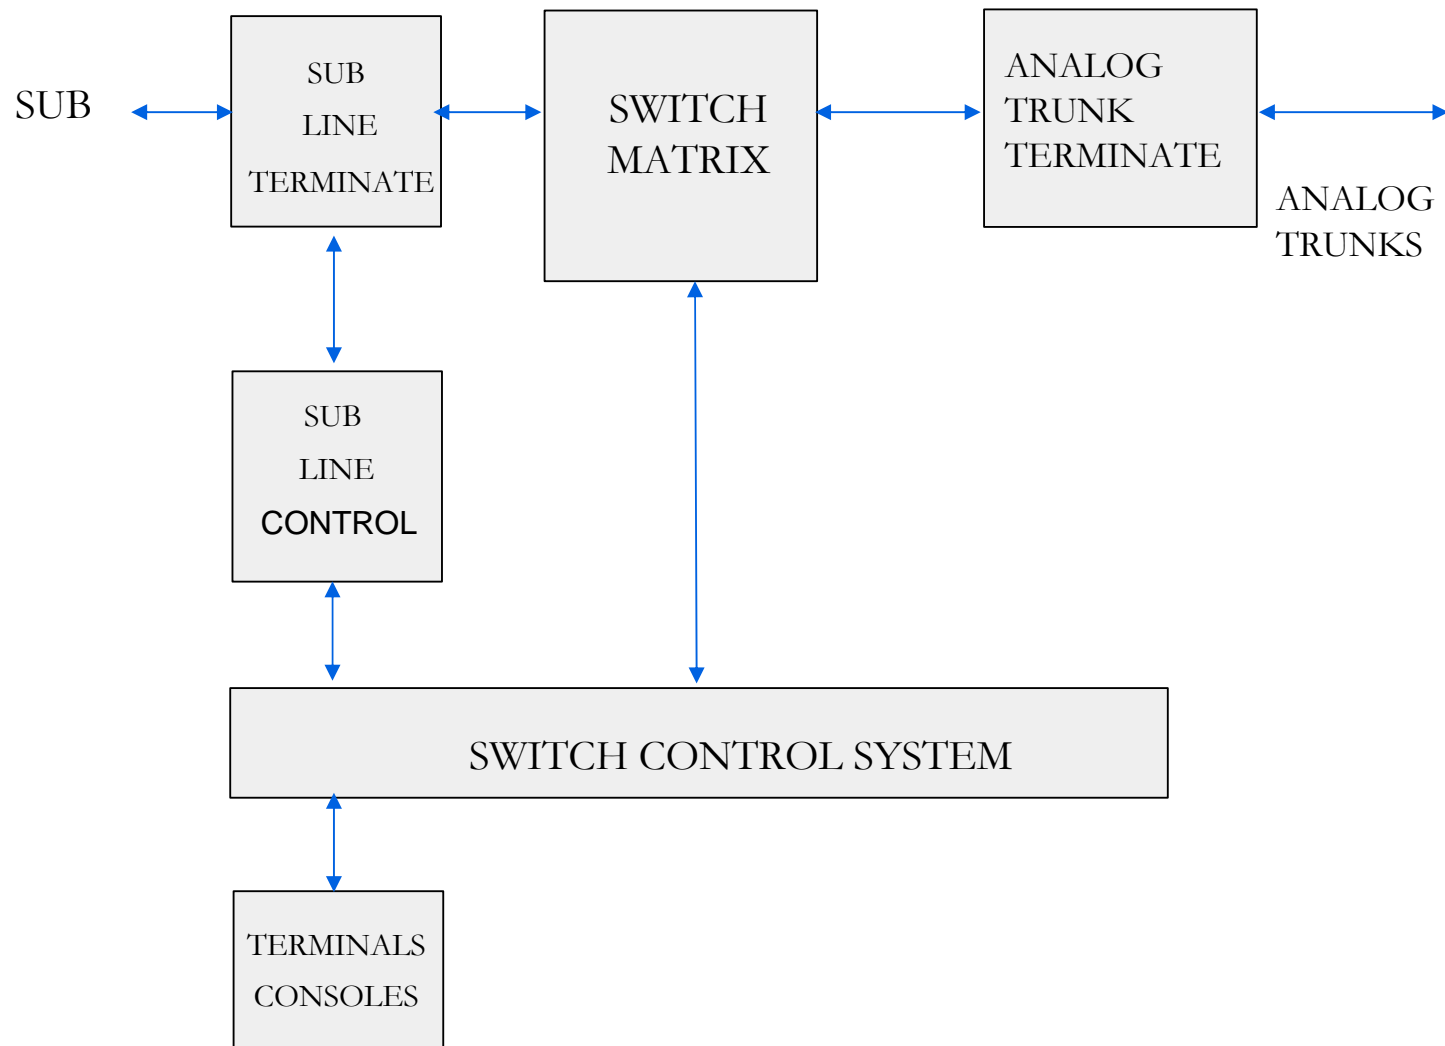 SUB
SUB
LINE
TERMINATE
SWITCH
MATRIX
ANALOG
TRUNK
TERMINATE
ANALOG
TRUNKS
SUB
LINE
CONTROL
SWITCH CONTROL SYSTEM
TERMINALS
CONSOLES